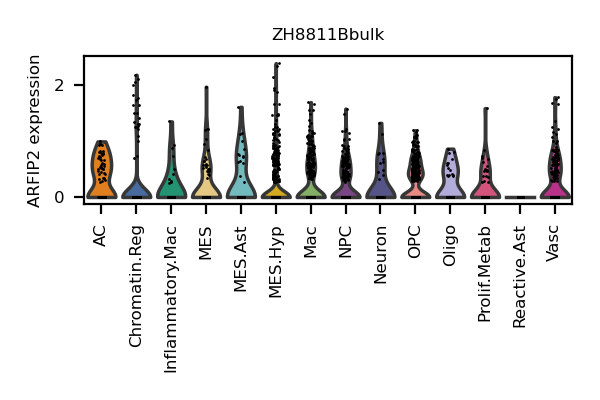 ZH8811Bbulk
ARFIP2 expression
2
0
AC
Chromatin.Reg
Inflammatory.Mac
MES
MES.Ast
MES.Hyp
Mac
NPC
Neuron
OPC
Oligo
Prolif.Metab
Reactive.Ast
Vasc